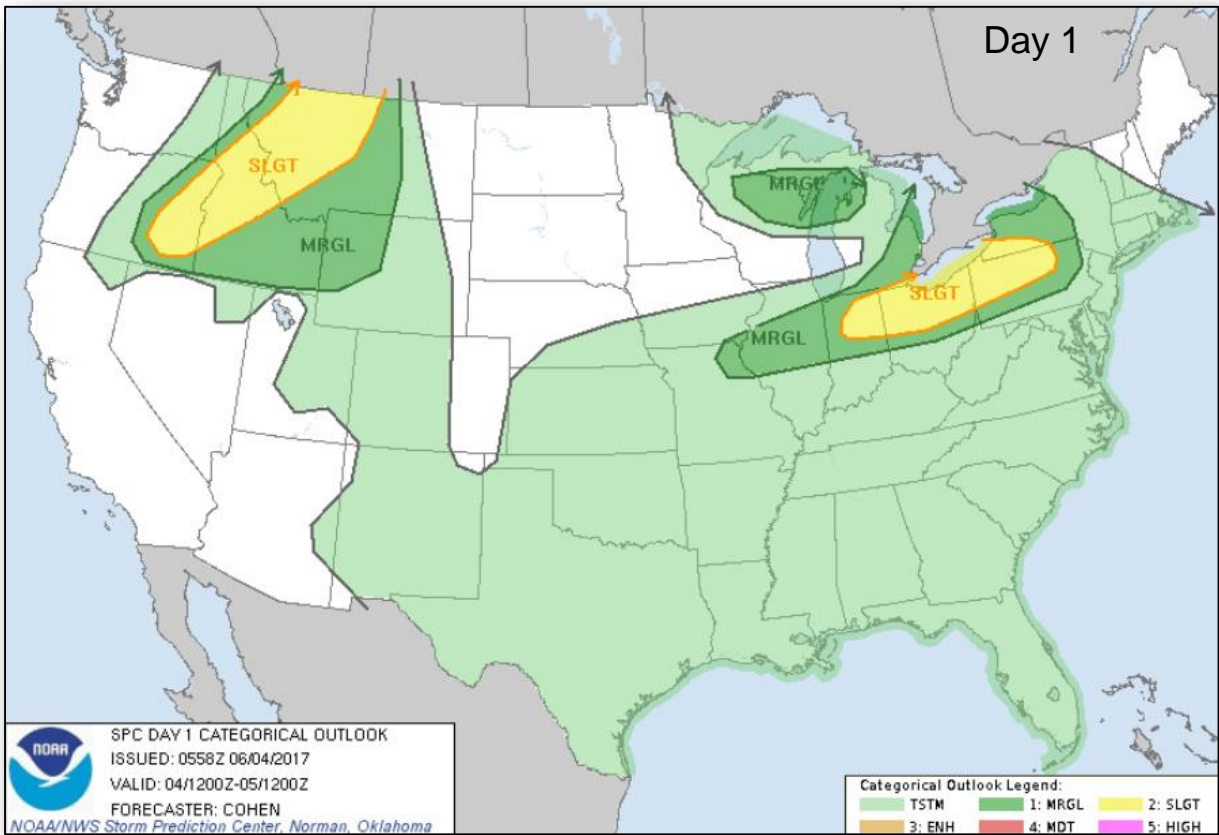 Day 1
SLGT
MRGL
MRGL
SLGT
MRGL
NOAA
SPC DAY 1 CATEGORICAL OUTLOOK
ISSUED: 0558Z 06/04/2017
VALID: 04/1200Z-05/1200Z
FORECASTER: COHEN
NOAA/NWS Storm Prediction Center, Norman, Oklahoma
Categorical Outlook Legend:
TSTM 1: MRGL 2: SLGT
3: ENH 4: MDT 5: HIGH